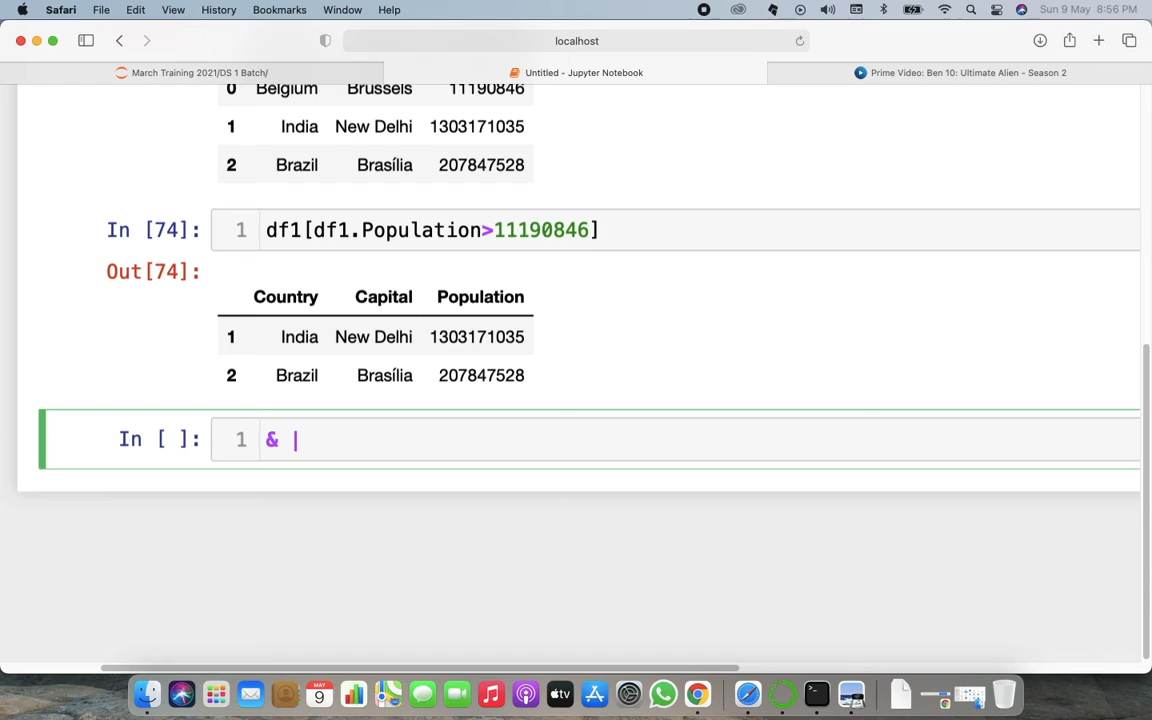 Safari File Edit View History Bookmarks Window Help Sun 9 May 8:56 PM
localhost
March Training 2021/DS 1 Batch/ Untitled - Jupyter Notebook Prime Video: Ben 10: Ultimate Alien - Season 2
0 Belgium Brussels 11190846
1 India New Delhi 1303171035
2 Brazil Brasília 207847528
In [74]: 1 df1[df1.Population>11190846]
Out[74]:
Country Capital Population
1 India New Delhi 1303171035
2 Brazil Brasília 207847528
In [ ]: 1 & |
MAY
9
tv